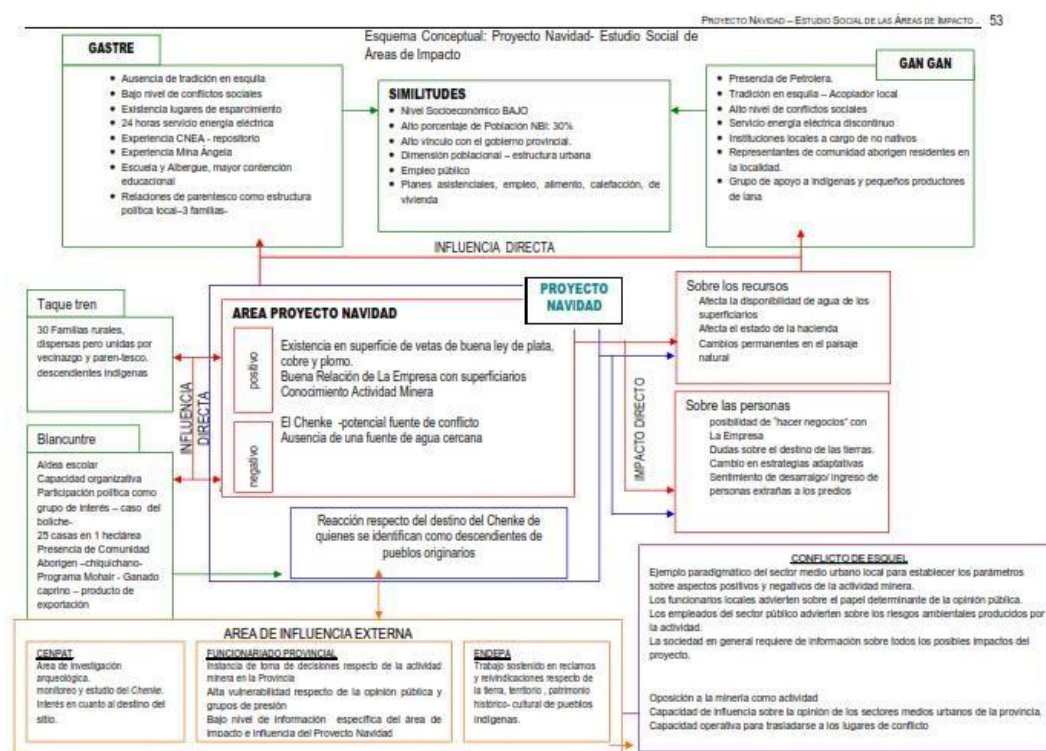 PROYECTO NAVIDAD – ESTUDIO SOCIAL DE LAS ÁREAS DE IMPACTO . 53
Esquema Conceptual: Proyecto Navidad- Estudio Social de
Áreas de Impacto
GASTRE
• Ausencia de tradición en esquila
• Bajo nivel de conflictos sociales
• Existencia lugares de esparcimiento
• 24 horas servicio energía eléctrica
• Experiencia CNEA - repositorio
• Experiencia Mina Ángela
• Escuela y Albergue, mayor contención
educacional
• Relaciones de parentesco como estructura
política local–3 familias-
SIMILITUDES
• Nivel Socioeconómico BAJO
• Alto porcentaje de Población NBI: 30%
• Alto vínculo con el gobierno provincial.
• Dimensión poblacional – estructura urbana
• Empleo público
• Planes asistenciales, empleo, alimento, calefacción, de
vivienda
GAN GAN
• Presencia de Petrolera.
• Tradición en esquila – Acopiador local
• Alto nivel de conflictos sociales
• Servicio energía eléctrica discontinuo
• Instituciones locales a cargo de no nativos
• Representantes de comunidad aborigen residentes en
la localidad.
• Grupo de apoyo a indígenas y pequeños productores
de lana
INFLUENCIA DIRECTA
Taque tren
30 Familias rurales,
dispersas pero unidas por
vecinazgo y paren-tesco.
descendientes indígenas
Blancuntre
Aldea escolar
Capacidad organizativa
Participación política como
grupo de interés – caso del
boliche-
25 casas en 1 hectárea
Presencia de Comunidad
Aborigen –chiquichano-
Programa Mohair - Ganado
caprino – producto de
exportación
INFLUENCIA
DIRECTA
PROYECTO
NAVIDAD
AREA PROYECTO NAVIDAD
positivo
Existencia en superficie de vetas de buena ley de plata,
cobre y plomo.
Buena Relación de La Empresa con superficiarios
Conocimiento Actividad Minera
negativo
El Chenke -potencial fuente de conflicto
Ausencia de una fuente de agua cercana
Reacción respecto del destino del Chenke de
quienes se identifican como descendientes de
pueblos originarios
IMPACTO DIRECTO
Sobre los recursos
Afecta la disponibilidad de agua de los
superficiarios
Afecta el estado de la hacienda
Cambios permanentes en el paisaje
natural
Sobre las personas
posibilidad de "hacer negocios" con
La Empresa
Dudas sobre el destino de las tierras.
Cambio en estrategias adaptativas
Sentimiento de desarraigo/ ingreso de
personas extrañas a los predios
AREA DE INFLUENCIA EXTERNA
CENPAT
Area de investigación
arqueológica.
monitoreo y estudio del Chenke.
Interés en cuanto al destino del
sitio.
FUNCIONARIADO PROVINCIAL
Instancia de toma de decisiones respecto de la actividad
minera en la Provincia
Alta vulnerabilidad respecto de la opinión pública y
grupos de presión
Bajo nivel de información específica del área de
Impacto e Influencia del Proyecto Navidad
ENDEPA
Trabajo sostenido en reclamos
y reivindicaciones respecto de
la tierra, territorio , patrimonio
histórico- cultural de pueblos
indígenas.
CONFLICTO DE ESQUEL
Ejemplo paradigmático del sector medio urbano local para establecer los parámetros
sobre aspectos positivos y negativos de la actividad minera.
Los funcionarios locales advierten sobre el papel determinante de la opinión pública.
Los empleados del sector público advierten sobre los riesgos ambientales producidos por
la actividad.
La sociedad en general requiere de información sobre todos los posibles impactos del
proyecto.
Oposición a la minería como actividad
Capacidad de influencia sobre la opinión de los sectores medios urbanos de la provincia.
Capacidad operativa para trasladarse a los lugares de conflicto